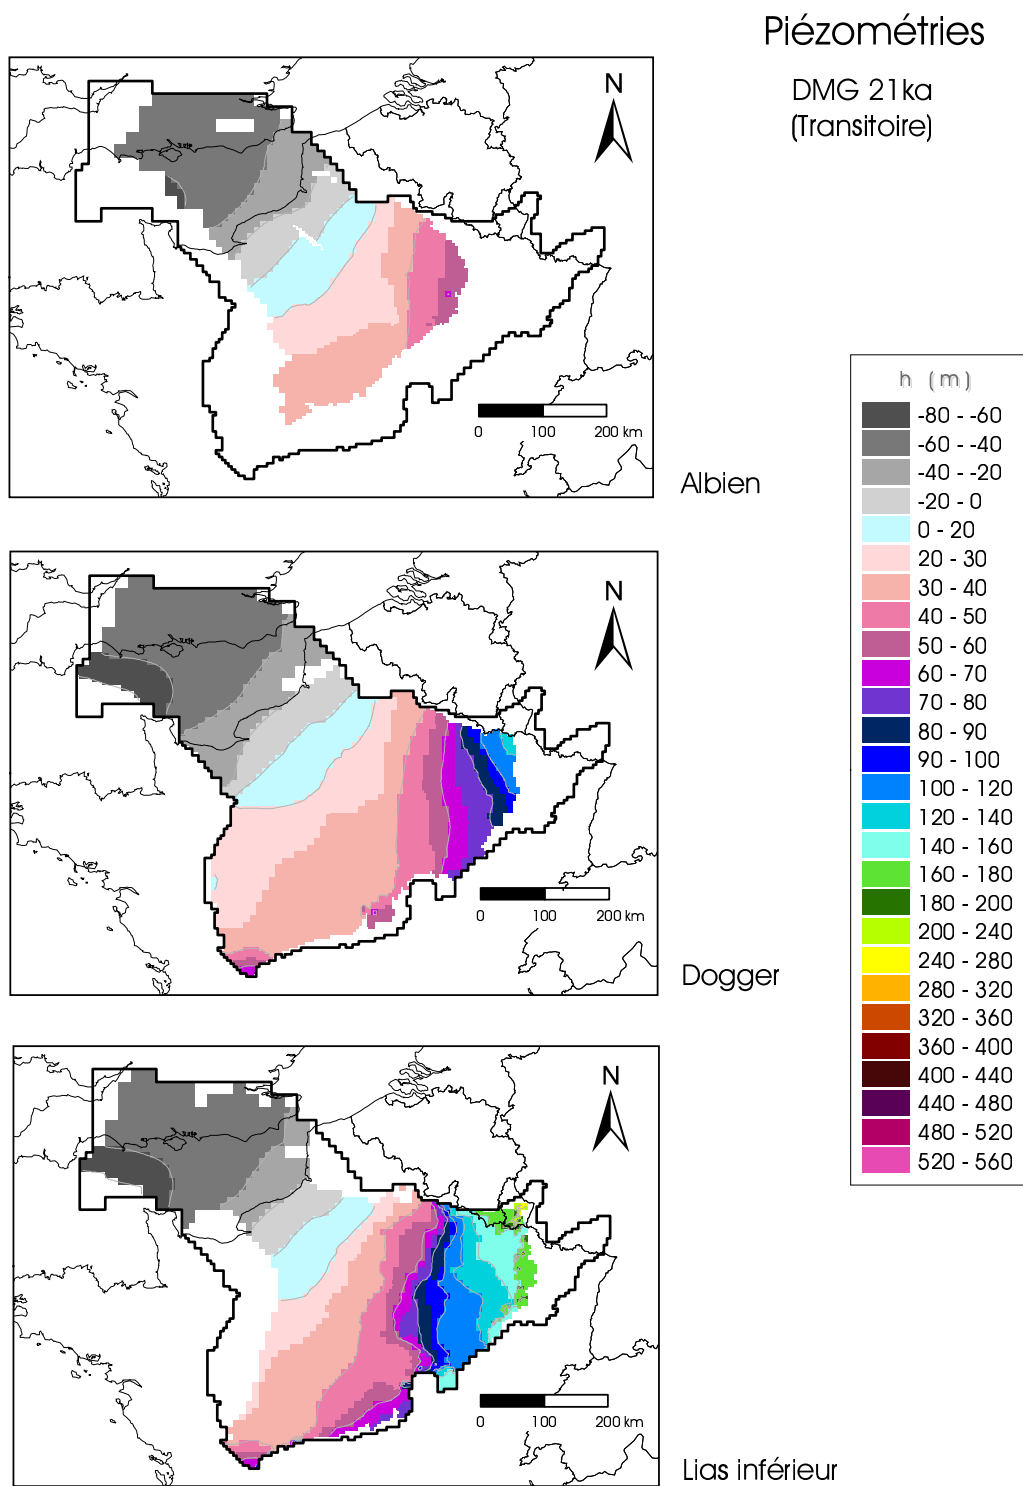 Piézométries
DMG 21ka
(Transitoire)
N
0 100 200 km
Albien
N
0 100 200 km
Dogger
N
0 100 200 km
Lias inférieur
h (m)
-80 - -60
-60 - -40
-40 - -20
-20 - 0
0 - 20
20 - 30
30 - 40
40 - 50
50 - 60
60 - 70
70 - 80
80 - 90
90 - 100
100 - 120
120 - 140
140 - 160
160 - 180
180 - 200
200 - 240
240 - 280
280 - 320
320 - 360
360 - 400
400 - 440
440 - 480
480 - 520
520 - 560